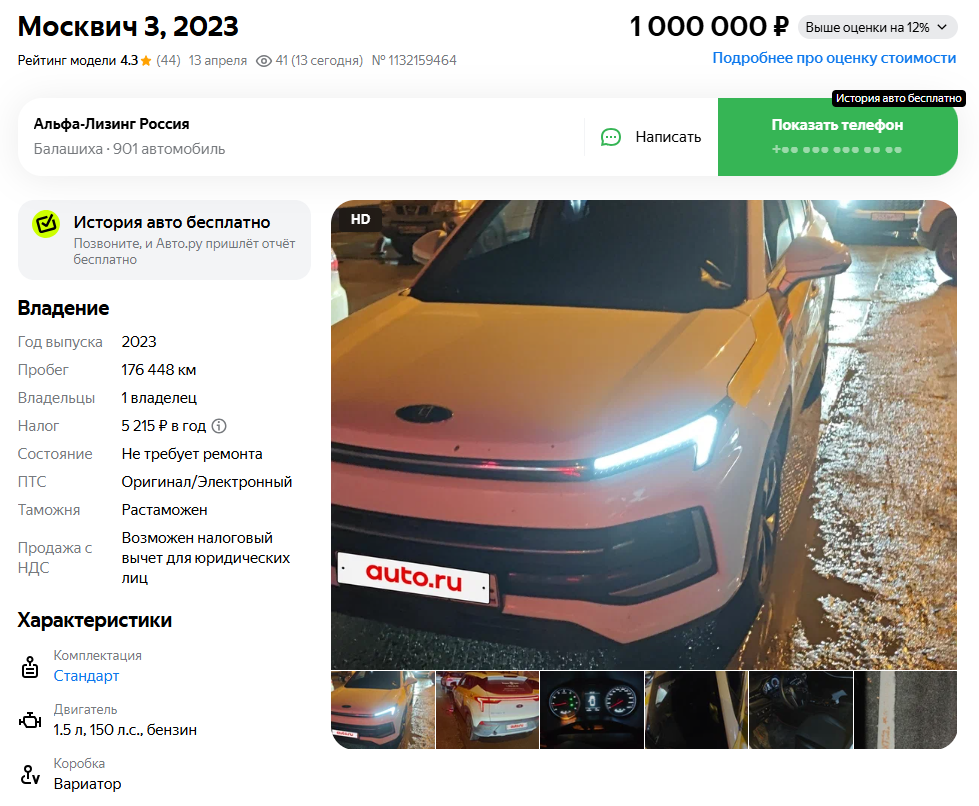 Москвич 3, 2023
1 000 000 ₽ Выше оценки на 12%
Рейтинг модели 4.3 (44) 13 апреля 41 (13 сегодня) № 1132159464
Подробнее про оценку стоимости
История авто бесплатно
Альфа-Лизинг Россия
Балашиха · 901 автомобиль
Написать
Показать телефон
+•• ••• ••• •• ••
История авто бесплатно
Позвоните, и Авто.ру пришлёт отчёт
бесплатно
HD
Владение
Год выпуска 2023
Пробег 176 448 км
Владельцы 1 владелец
Налог 5 215 ₽ в год
Состояние Не требует ремонта
ПТС Оригинал/Электронный
Таможня Растаможен
Продажа с
НДС
Возможен налоговый
вычет для юридических
лиц
auto.ru
Характеристики
Комплектация
Стандарт
Двигатель
1.5 л, 150 л.с., бензин
Коробка
Вариатор
auto.ru
auto.ru